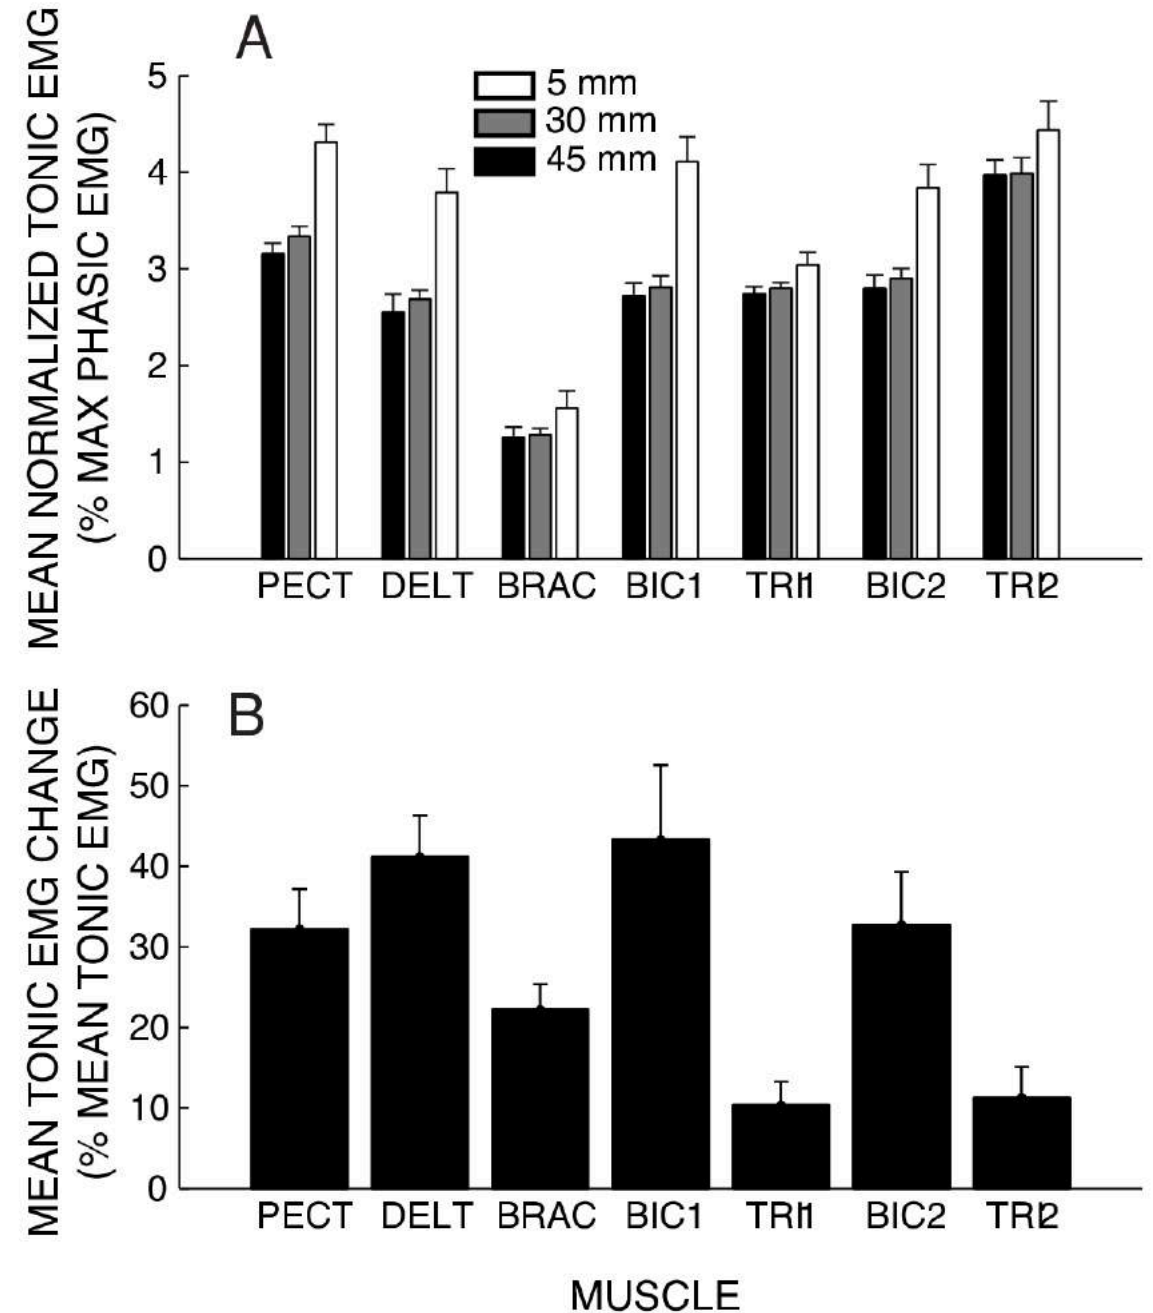 MEAN NORMALIZED TONIC EMG
(% MAX PHASIC EMG)
A
5 mm
30 mm
45 mm
5
4
3
2
1
0
PECT DELT BRAC BIC1 TRI1 BIC2 TRI2
MEAN TONIC EMG CHANGE
(% MEAN TONIC EMG)
B
60
50
40
30
20
10
0
PECT DELT BRAC BIC1 TRI1 BIC2 TRI2
MUSCLE